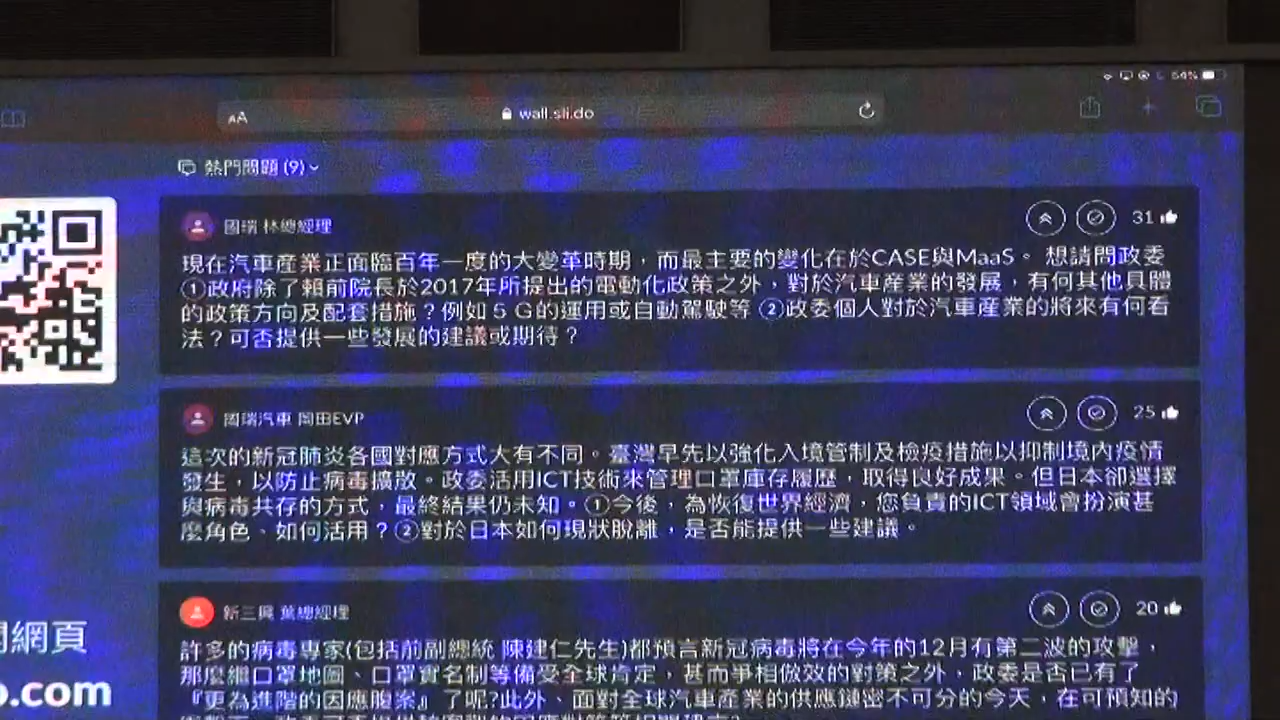 54%
AA
wall.sli.do
熱門問題 (9)
國瑞 林總經理
31
現在汽車產業正面臨百年一度的大變革時期，而最主要的變化在於CASE與MaaS。 想請問政委
①政府除了賴前院長於2017年所提出的電動化政策之外，對於汽車產業的發展，有何其他具體
的政策方向及配套措施？例如５Ｇ的運用或自動駕駛等 ②政委個人對於汽車產業的將來有何看
法？可否提供一些發展的建議或期待？
國瑞汽車 岡田EVP
25
這次的新冠肺炎各國對應方式大有不同。臺灣早先以強化入境管制及檢疫措施以抑制境內疫情
發生，以防止病毒擴散。政委活用ICT技術來管理口罩庫存履歷，取得良好成果。但日本卻選擇
與病毒共存的方式，最終結果仍未知。①今後，為恢復世界經濟，您負責的ICT領域會扮演甚
麼角色、如何活用？②對於日本如何現狀脫離，是否能提供一些建議。
新三興 葉總經理
20
許多的病毒專家(包括前副總統 陳建仁先生)都預言新冠病毒將在今年的12月有第二波的攻擊，
那麼繼口罩地圖、口罩實名制等備受全球肯定，甚而爭相倣效的對策之外，政委是否已有了
『更為進階的因應腹案』了呢?此外、面對全球汽車產業的供應鏈密不可分的今天，在可預知的
網頁
o.com